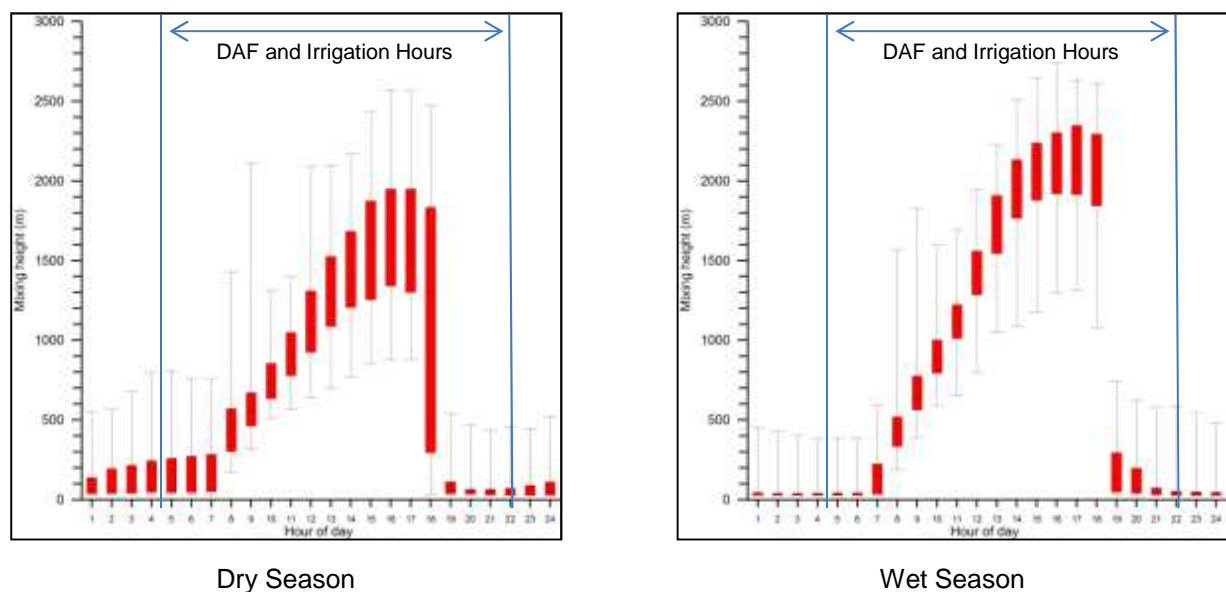 DAF and Irrigation Hours
3000
2500
2000
1500
1000
500
0
Mixing height (m)
1 2 3 4 5 6 7 8 9 10 11 12 13 14 15 16 17 18 19 20 21 22 23 24
Hour of day
Dry Season
DAF and Irrigation Hours
3000
2500
2000
1500
1000
500
0
Mixing height (m)
1 2 3 4 5 6 7 8 9 10 11 12 13 14 15 16 17 18 19 20 21 22 23 24
Hour of day
Wet Season